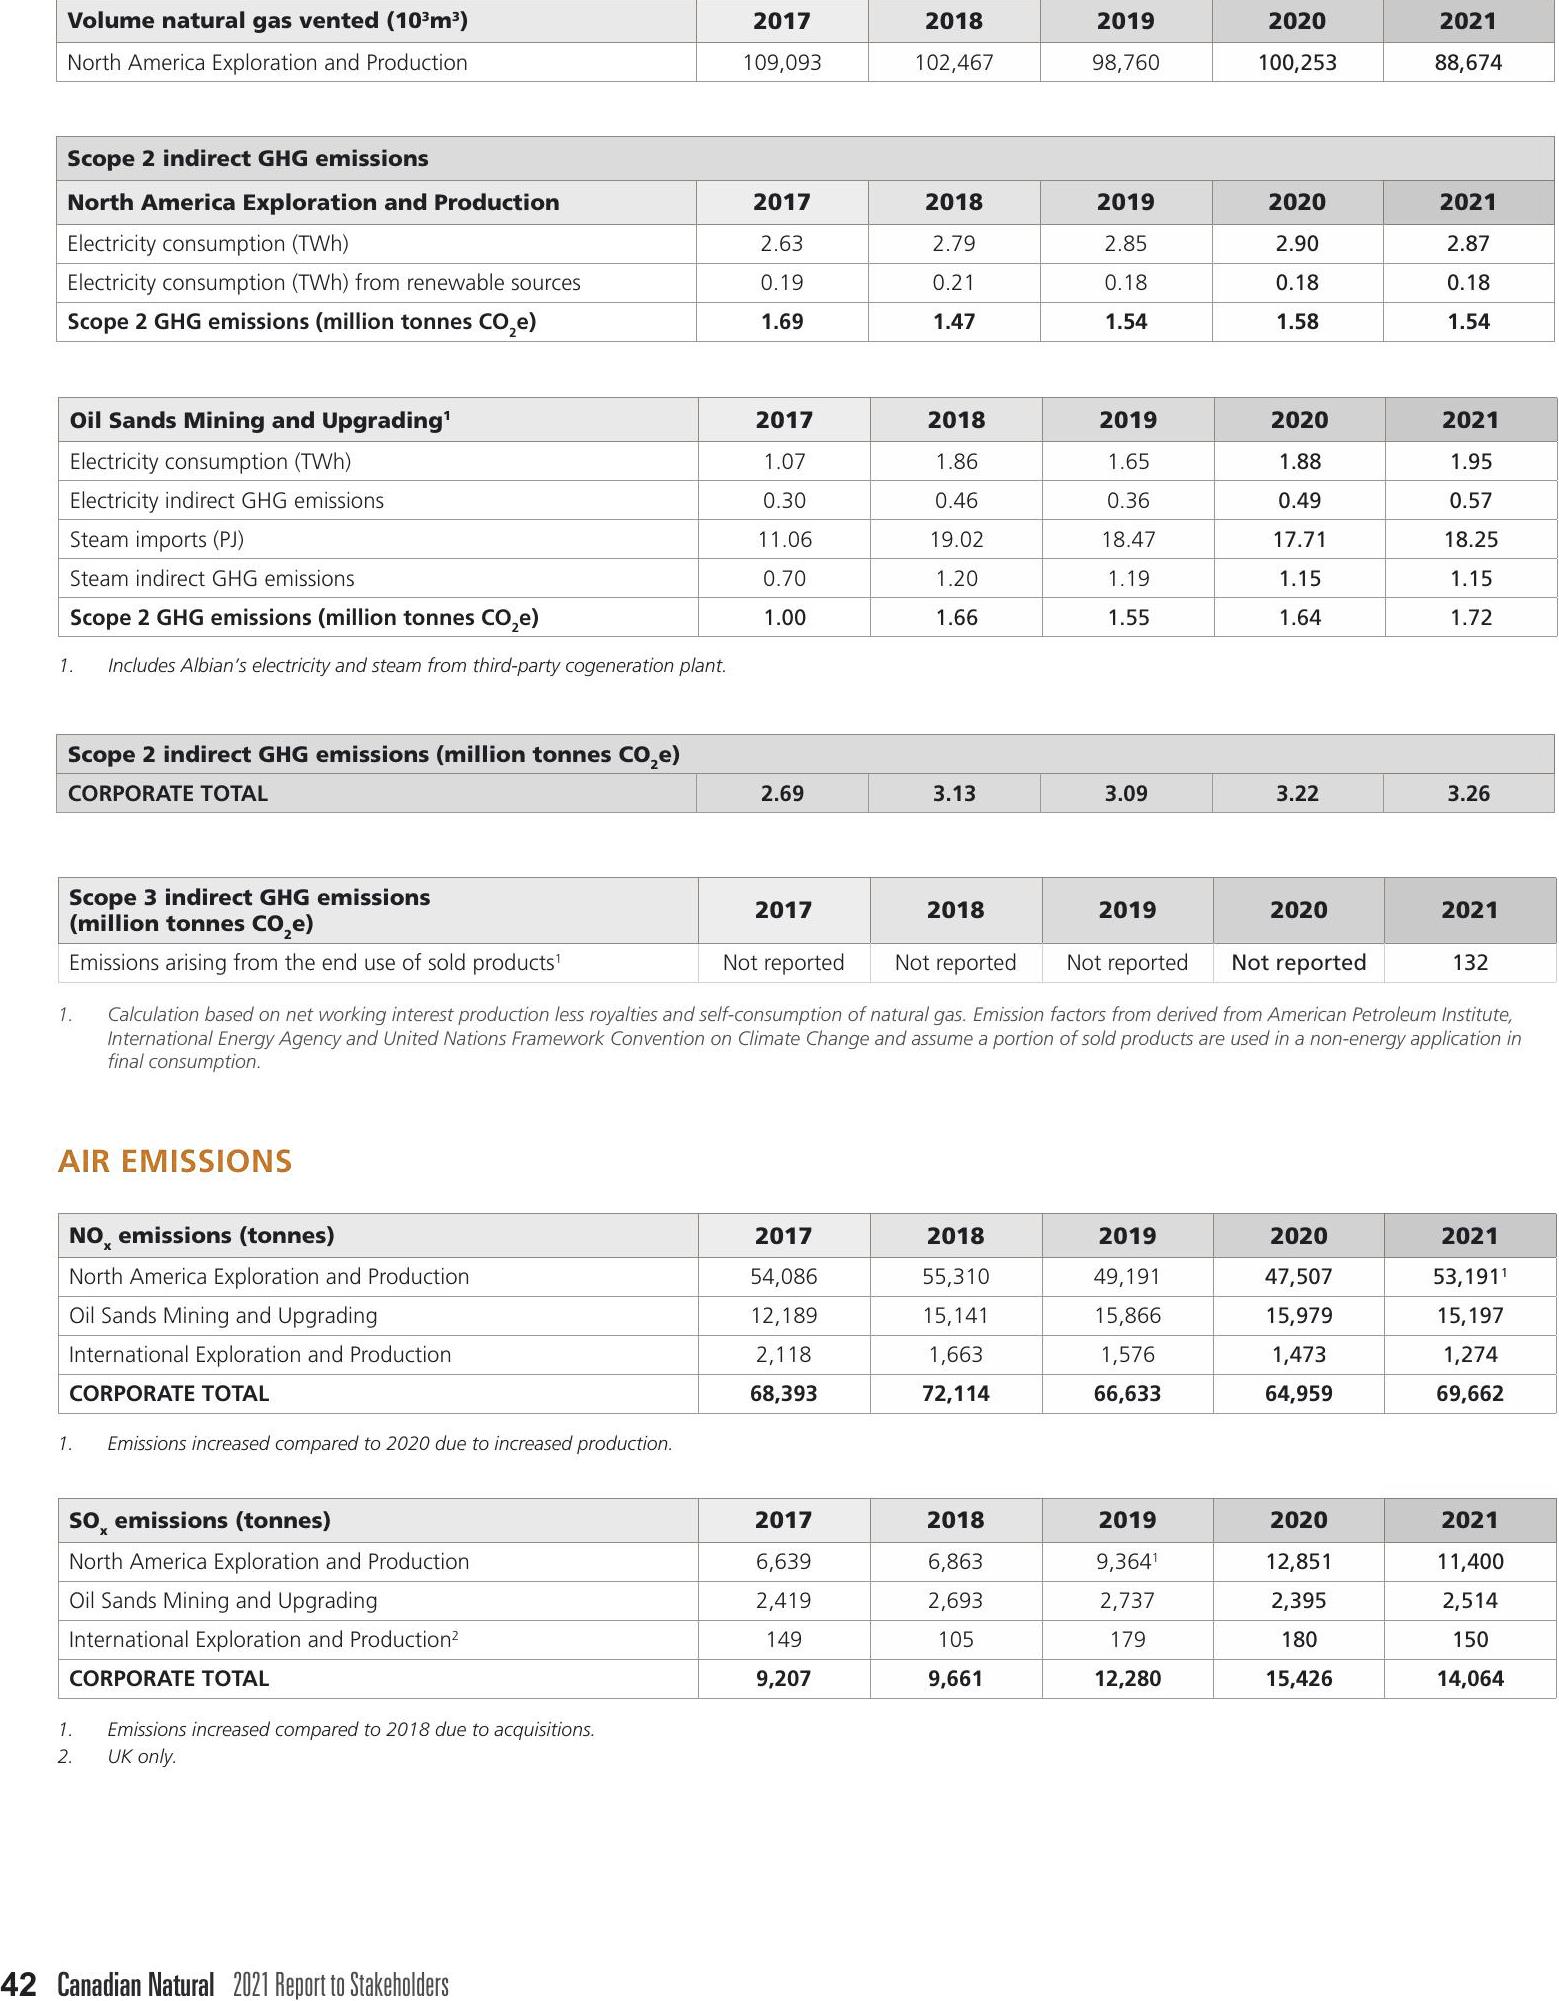 Volume natural gas vented (10³m³) 2017 2018 2019 2020 2021
North America Exploration and Production 109,093 102,467 98,760 100,253 88,674
Scope 2 indirect GHG emissions
North America Exploration and Production 2017 2018 2019 2020 2021
Electricity consumption (TWh) 2.63 2.79 2.85 2.90 2.87
Electricity consumption (TWh) from renewable sources 0.19 0.21 0.18 0.18 0.18
Scope 2 GHG emissions (million tonnes CO₂e) 1.69 1.47 1.54 1.58 1.54
Oil Sands Mining and Upgrading¹ 2017 2018 2019 2020 2021
Electricity consumption (TWh) 1.07 1.86 1.65 1.88 1.95
Electricity indirect GHG emissions 0.30 0.46 0.36 0.49 0.57
Steam imports (PJ) 11.06 19.02 18.47 17.71 18.25
Steam indirect GHG emissions 0.70 1.20 1.19 1.15 1.15
Scope 2 GHG emissions (million tonnes CO₂e) 1.00 1.66 1.55 1.64 1.72
1. Includes Albian's electricity and steam from third-party cogeneration plant.
Scope 2 indirect GHG emissions (million tonnes CO₂e)
CORPORATE TOTAL 2.69 3.13 3.09 3.22 3.26
Scope 3 indirect GHG emissions
(million tonnes CO₂e) 2017 2018 2019 2020 2021
Emissions arising from the end use of sold products¹ Not reported Not reported Not reported Not reported 132
1. Calculation based on net working interest production less royalties and self-consumption of natural gas. Emission factors from derived from American Petroleum Institute,
International Energy Agency and United Nations Framework Convention on Climate Change and assume a portion of sold products are used in a non-energy application in
final consumption.
AIR EMISSIONS
NOₓ emissions (tonnes) 2017 2018 2019 2020 2021
North America Exploration and Production 54,086 55,310 49,191 47,507 53,191¹
Oil Sands Mining and Upgrading 12,189 15,141 15,866 15,979 15,197
International Exploration and Production 2,118 1,663 1,576 1,473 1,274
CORPORATE TOTAL 68,393 72,114 66,633 64,959 69,662
1. Emissions increased compared to 2020 due to increased production.
SOₓ emissions (tonnes) 2017 2018 2019 2020 2021
North America Exploration and Production 6,639 6,863 9,364¹ 12,851 11,400
Oil Sands Mining and Upgrading 2,419 2,693 2,737 2,395 2,514
International Exploration and Production² 149 105 179 180 150
CORPORATE TOTAL 9,207 9,661 12,280 15,426 14,064
1. Emissions increased compared to 2018 due to acquisitions.
2. UK only.
42 Canadian Natural 2021 Report to Stakeholders